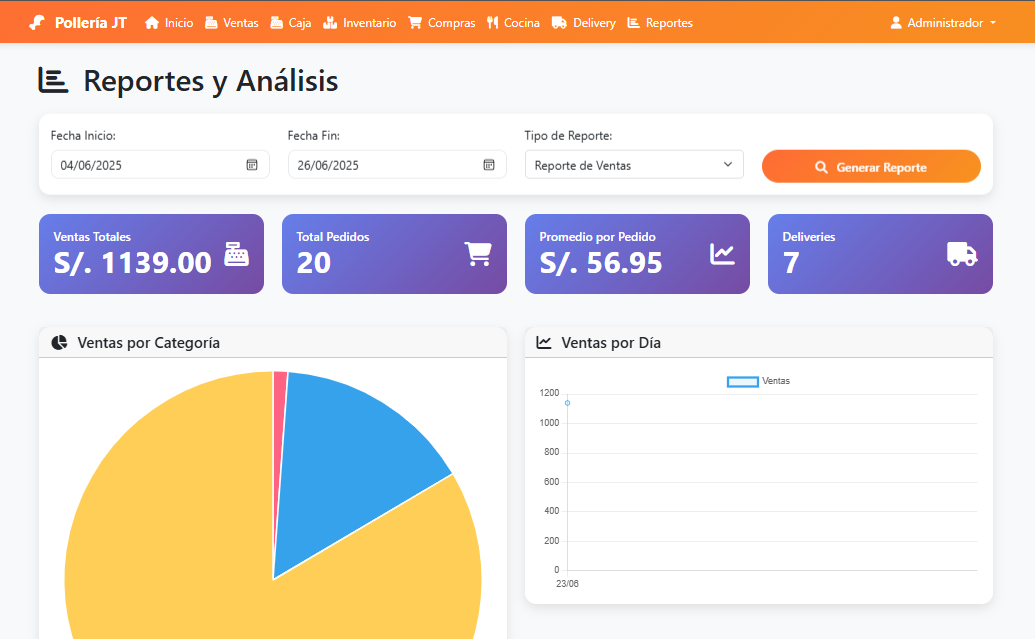 Pollería JT Inicio Ventas Caja Inventario Compras Cocina Delivery Reportes Administrador
Reportes y Análisis
Fecha Inicio: Fecha Fin: Tipo de Reporte:
04/06/2025 26/06/2025 Reporte de Ventas Generar Reporte
Ventas Totales Total Pedidos Promedio por Pedido Deliveries
S/. 1139.00 20 S/. 56.95 7
Ventas por Categoría Ventas por Día
Ventas
1200
1000
800
600
400
200
0
23/06